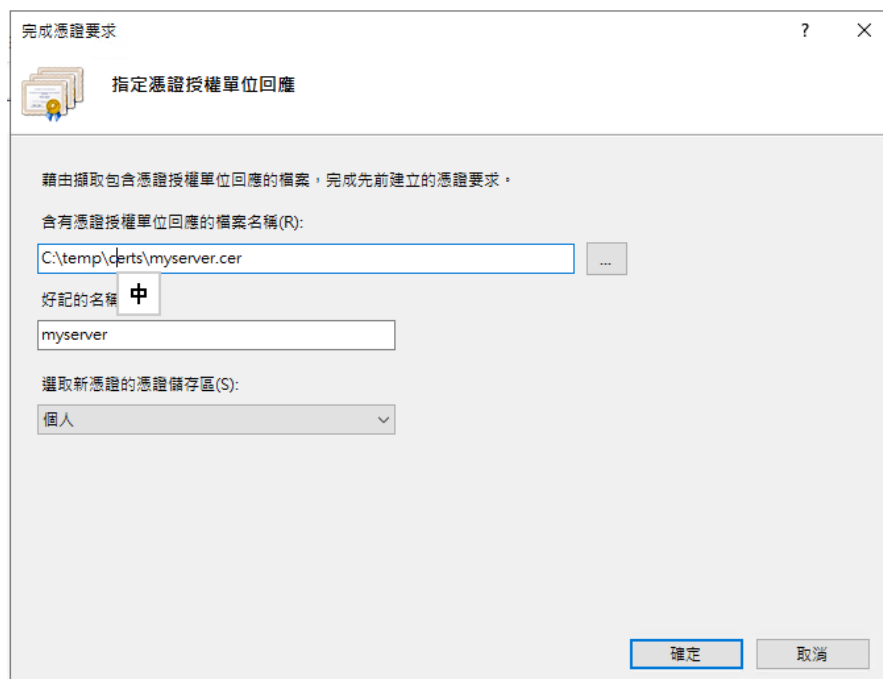 完成憑證要求
?
指定憑證授權單位回應
藉由擷取包含憑證授權單位回應的檔案，完成先前建立的憑證要求。
含有憑證授權單位回應的檔案名稱(R):
C:\temp\certs\myserver.cer
...
中
好記的名稱
myserver
選取新憑證的憑證儲存區(S):
個人
確定
取消